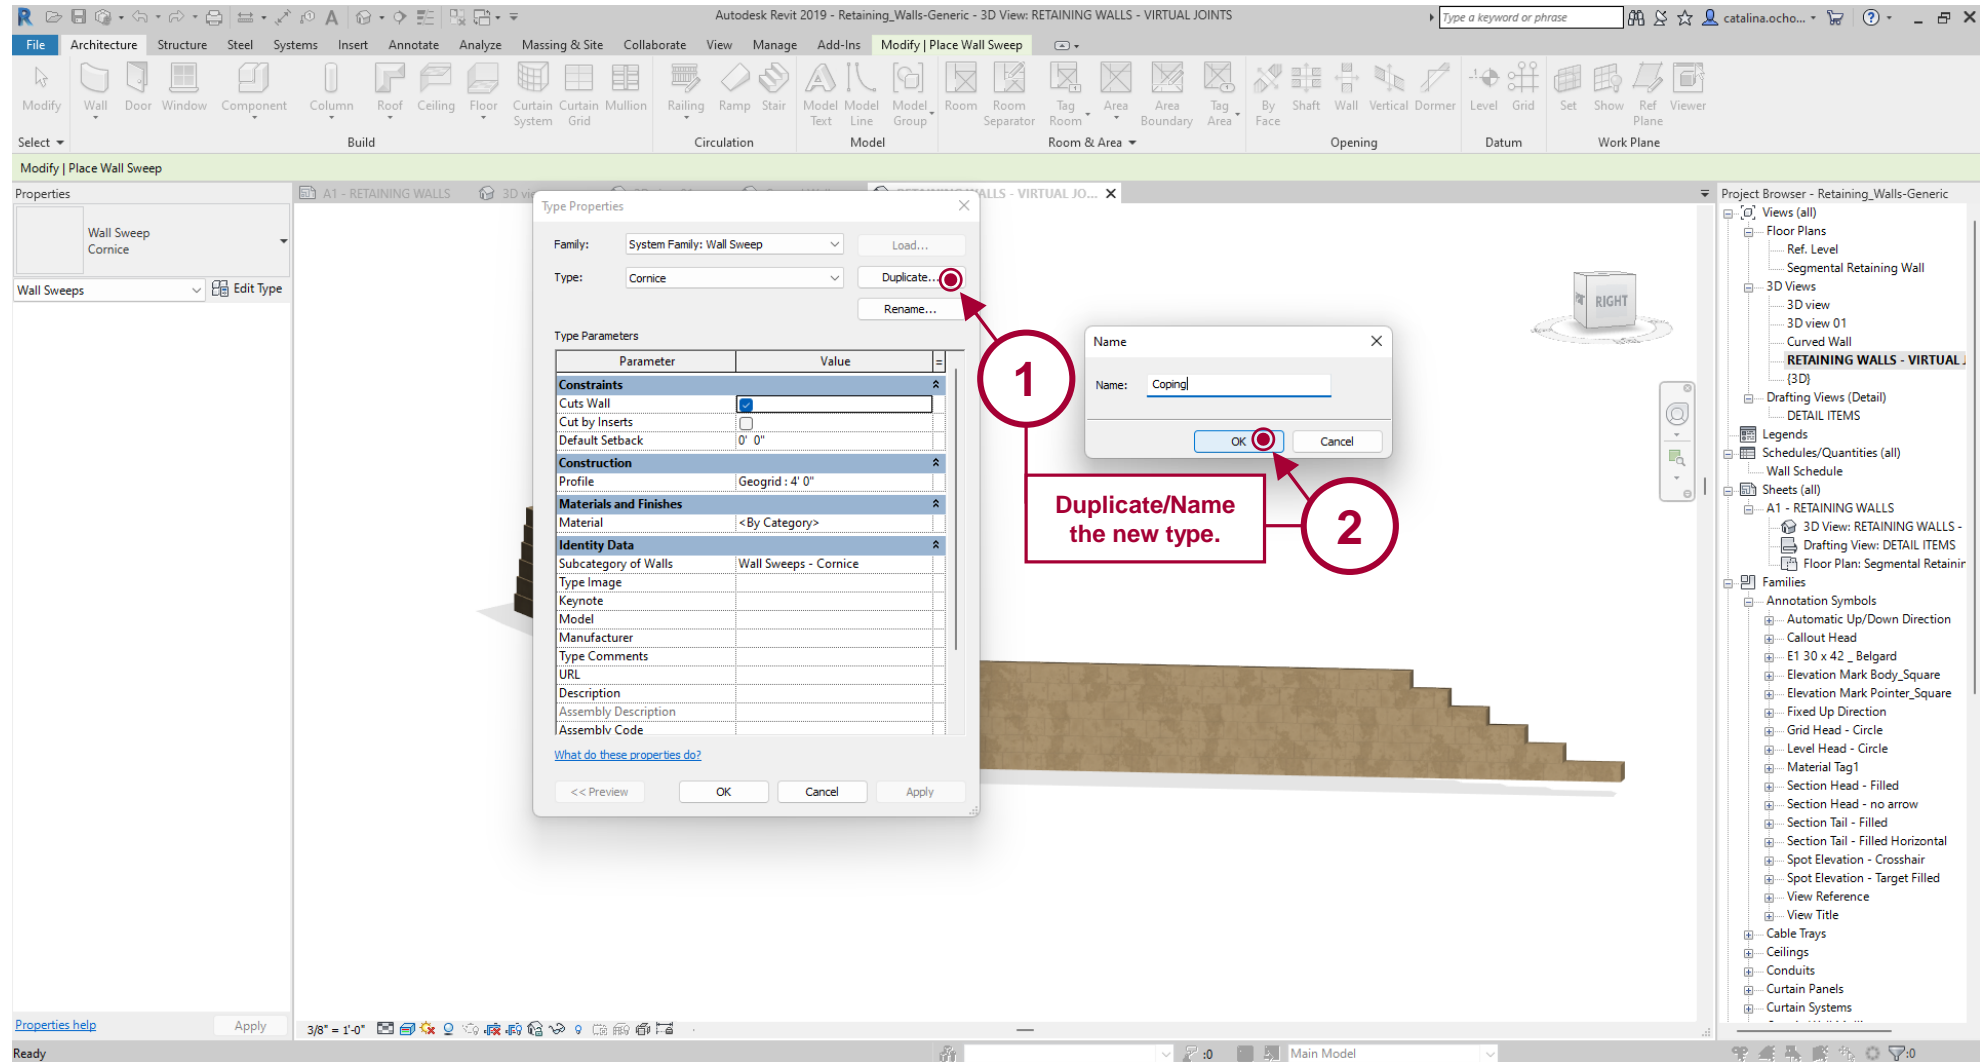 Autodesk Revit 2019 - Retaining_Walls-Generic - 3D View: RETAINING WALLS - VIRTUAL JOINTS
Type a keyword or phrase
catalina.ocho...
File Architecture Structure Steel Systems Insert Annotate Analyze Massing & Site Collaborate View Manage Add-Ins Modify | Place Wall Sweep
Modify Wall Door Window Component Column Roof Ceiling Floor Curtain System Curtain Grid Mullion Railing Ramp Stair Model Text Model Line Model Group Room Room Separator Tag Room Area Area Boundary Tag Area By Face Shaft Wall Vertical Dormer Level Grid Set Show Ref Plane Viewer
Select Build Circulation Model Room & Area Opening Datum Work Plane
Modify | Place Wall Sweep
Properties
Wall Sweep
Cornice
Wall Sweeps
Edit Type
Properties help
Apply
A1 - RETAINING WALLS
Type Properties
Family: System Family: Wall Sweep Load...
Type: Cornice Duplicate...
Rename...
Type Parameters
Parameter Value =
Constraints
Cuts Wall
Cut by Inserts
Default Setback 0' 0"
Construction
Profile Geogrid : 4' 0"
Materials and Finishes
Material <By Category>
Identity Data
Subcategory of Walls Wall Sweeps - Cornice
Type Image
Keynote
Model
Manufacturer
Type Comments
URL
Description
Assembly Description
Assembly Code
What do these properties do?
<< Preview OK Cancel Apply
1
Name
Name: Coping
OK Cancel
Duplicate/Name
the new type.
2
RIGHT
Project Browser - Retaining_Walls-Generic
Views (all)
Floor Plans
Ref. Level
Segmental Retaining Wall
3D Views
3D view
3D view 01
Curved Wall
RETAINING WALLS - VIRTUAL
{3D}
Drafting Views (Detail)
DETAIL ITEMS
Legends
Schedules/Quantities (all)
Wall Schedule
Sheets (all)
A1 - RETAINING WALLS
3D View: RETAINING WALLS -
Drafting View: DETAIL ITEMS
Floor Plan: Segmental Retainin
Families
Annotation Symbols
Automatic Up/Down Direction
Callout Head
E1 30 x 42 _ Belgard
Elevation Mark Body_Square
Elevation Mark Pointer_Square
Fixed Up Direction
Grid Head - Circle
Level Head - Circle
Material Tag1
Section Head - Filled
Section Head - no arrow
Section Tail - Filled
Section Tail - Filled Horizontal
Spot Elevation - Crosshair
Spot Elevation - Target Filled
View Reference
View Title
Cable Trays
Ceilings
Conduits
Curtain Panels
Curtain Systems
3/8" = 1'-0"
Ready
:0
Main Model
:0